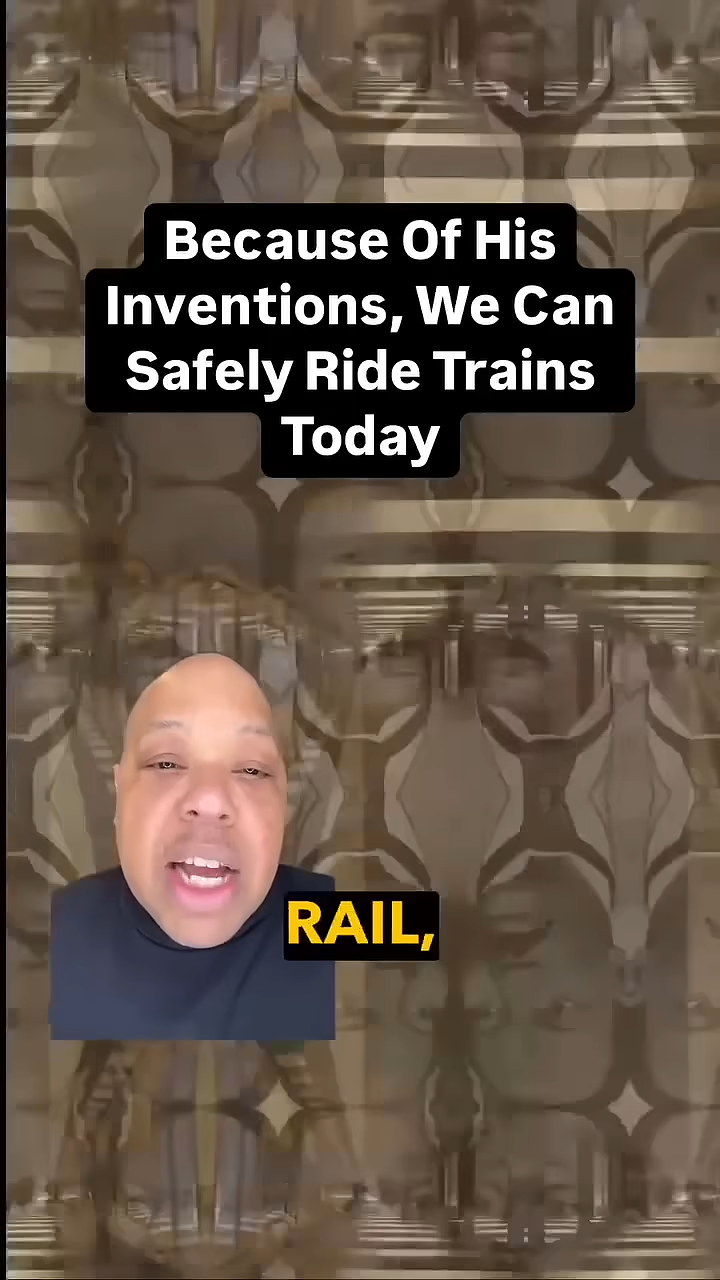 Because Of His
Inventions, We Can
Safely Ride Trains
Today
RAIL,